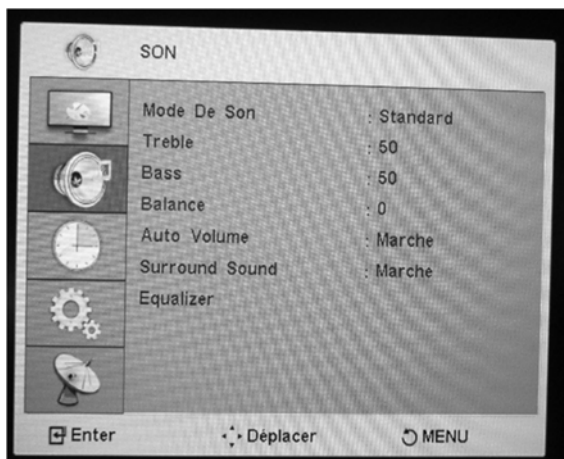 SON
Mode De Son : Standard
Treble : 50
Bass : 50
Balance : 0
Auto Volume : Marche
Surround Sound : Marche
Equalizer
Enter Déplacer MENU